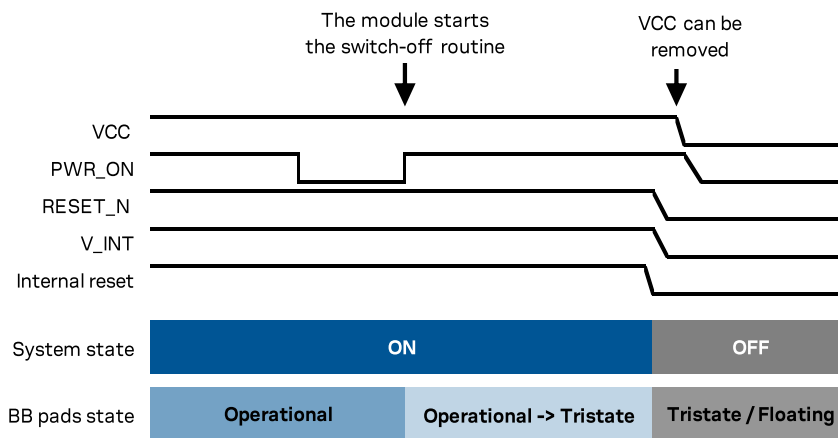 The module starts
the switch-off routine
VCC can be
removed
VCC
PWR_ON
RESET_N
V_INT
Internal reset
System state
ON
OFF
BB pads state
Operational
Operational -> Tristate
Tristate / Floating